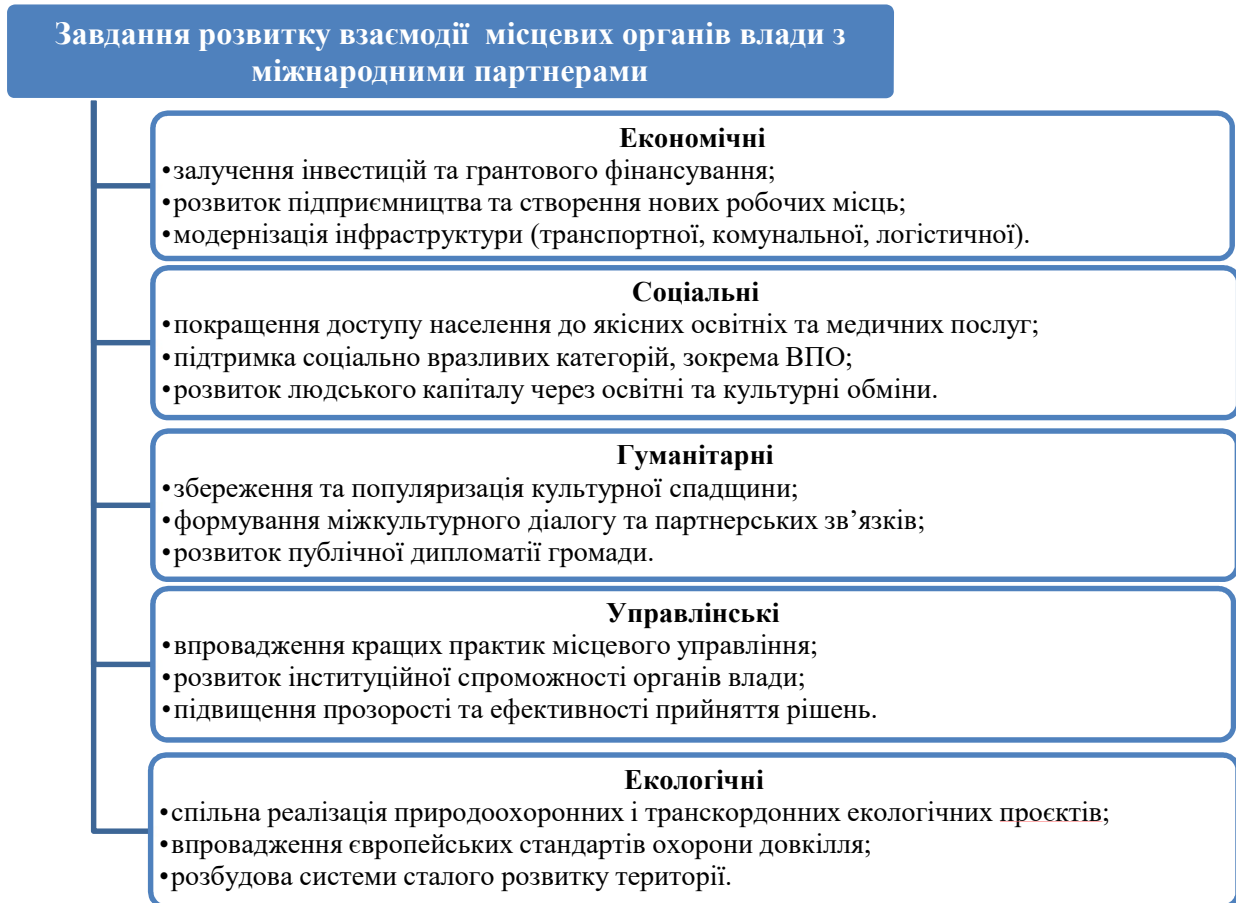 Завдання розвитку взаємодії місцевих органів влади з
міжнародними партнерами
Економічні
•залучення інвестицій та грантового фінансування;
•розвиток підприємництва та створення нових робочих місць;
•модернізація інфраструктури (транспортної, комунальної, логістичної).
Соціальні
•покращення доступу населення до якісних освітніх та медичних послуг;
•підтримка соціально вразливих категорій, зокрема ВПО;
•розвиток людського капіталу через освітні та культурні обміни.
Гуманітарні
•збереження та популяризація культурної спадщини;
•формування міжкультурного діалогу та партнерських зв’язків;
•розвиток публічної дипломатії громади.
Управлінські
•впровадження кращих практик місцевого управління;
•розвиток інституційної спроможності органів влади;
•підвищення прозорості та ефективності прийняття рішень.
Екологічні
•спільна реалізація природоохоронних і транскордонних екологічних проєктів;
•впровадження європейських стандартів охорони довкілля;
•розбудова системи сталого розвитку території.